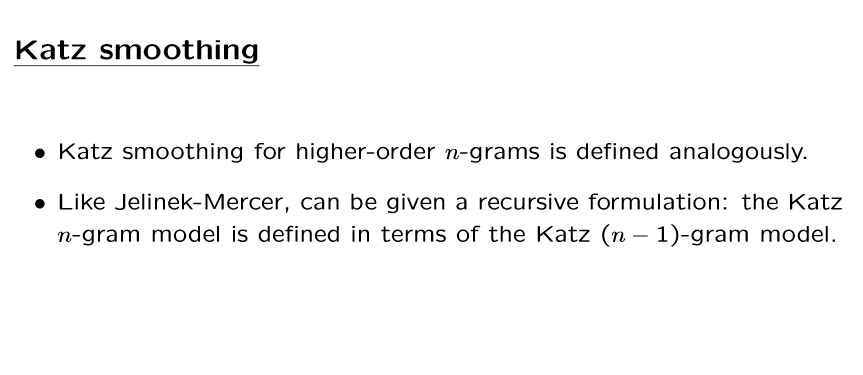 Katz smoothing
• Katz smoothing for higher-order n-grams is defined analogously.
• Like Jelinek-Mercer, can be given a recursive formulation: the Katz
n-gram model is defined in terms of the Katz (n − 1)-gram model.